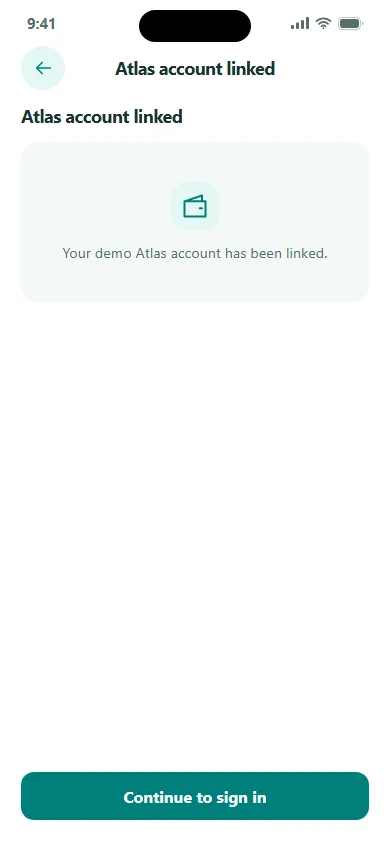 9:41
Atlas account linked
Atlas account linked
Your demo Atlas account has been linked.
Continue to sign in